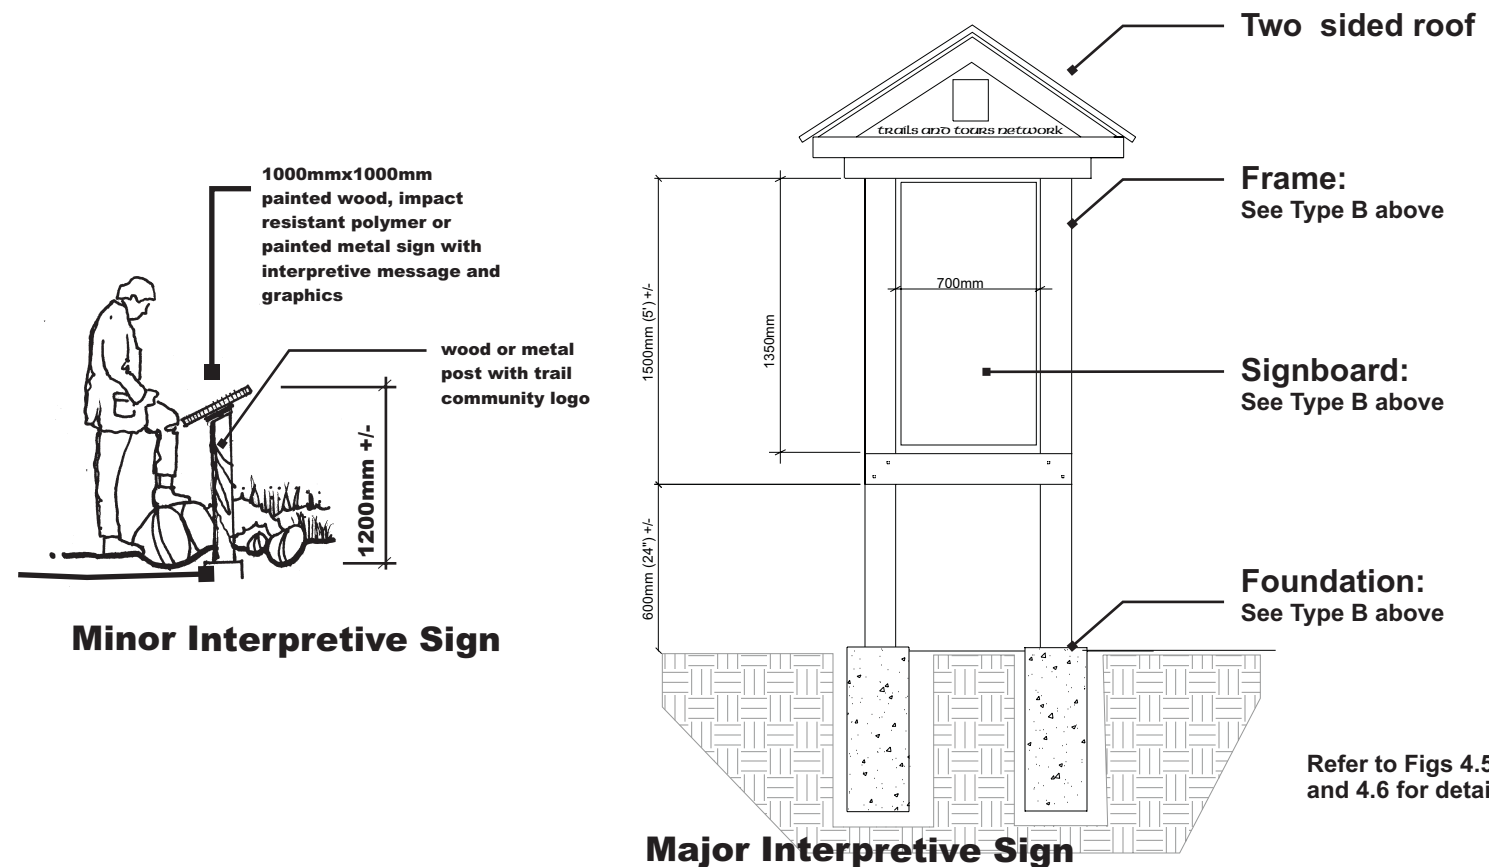 1000mmx1000mm
painted wood, impact
resistant polymer or
painted metal sign with
interpretive message and
graphics
wood or metal
post with trail
community logo
1200mm +/-
Minor Interpretive Sign
Two sided roof
trails and tours network
Frame:
See Type B above
1500mm (5') +/-
1350mm
700mm
Signboard:
See Type B above
600mm (24") +/-
Foundation:
See Type B above
Refer to Figs 4.5
and 4.6 for detai
Major Interpretive Sign